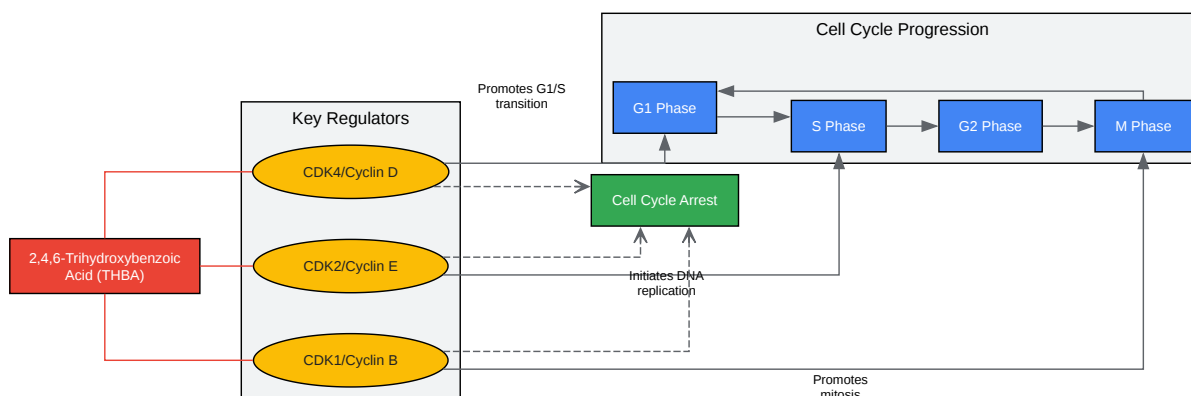 Cell Cycle Progression
Promotes G1/S
transition
G1 Phase
S Phase
G2 Phase
M Phase
Key Regulators
CDK4/Cyclin D
Cell Cycle Arrest
2,4,6-Trihydroxybenzoic
Acid (THBA)
CDK2/Cyclin E
Initiates DNA
replication
CDK1/Cyclin B
Promotes
mitosis